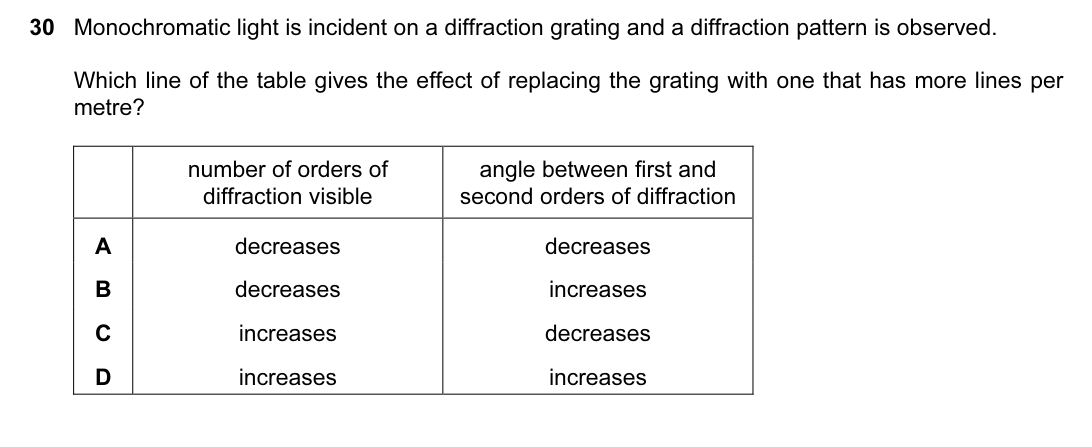 30 Monochromatic light is incident on a diffraction grating and a diffraction pattern is observed.
Which line of the table gives the effect of replacing the grating with one that has more lines per
metre?
number of orders of
diffraction visible
angle between first and
second orders of diffraction
A decreases decreases
B decreases increases
C increases decreases
D increases increases